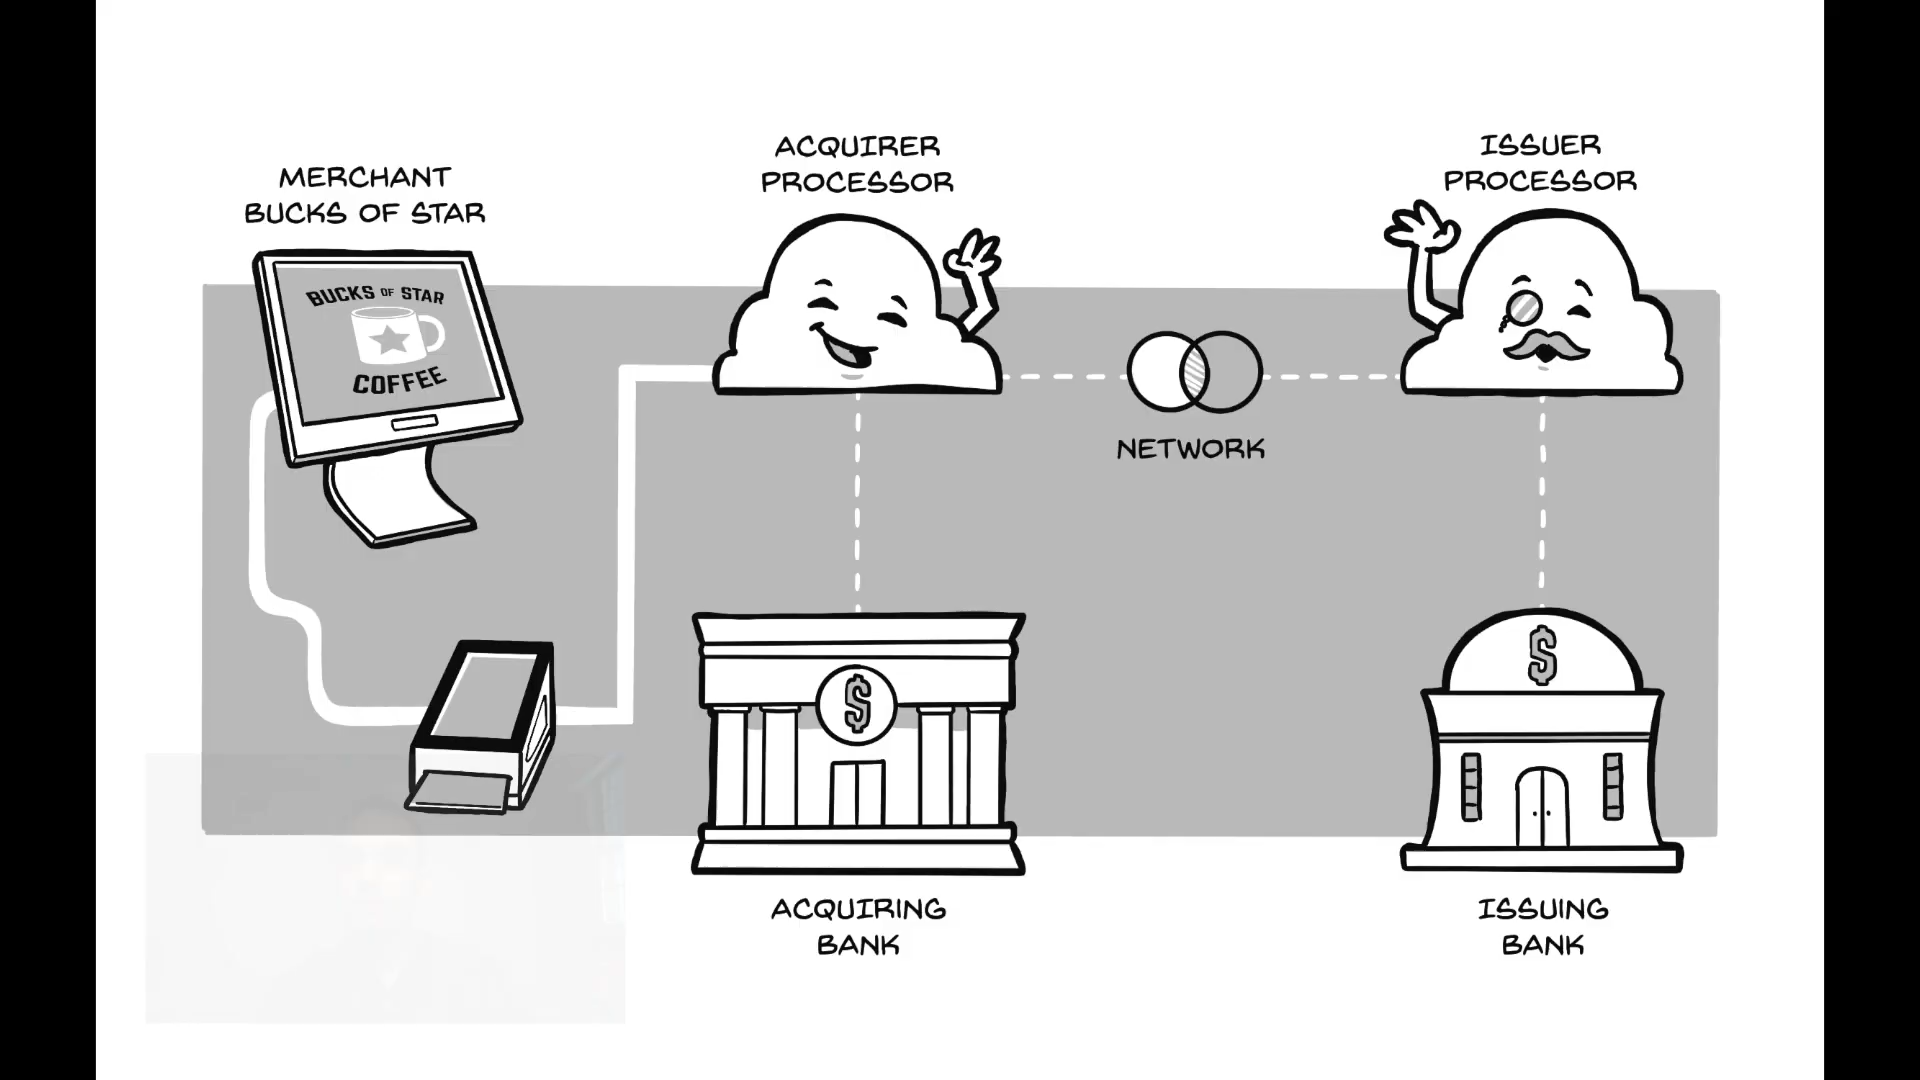 MERCHANT
BUCKS OF STAR
BUCKS OF STAR
COFFEE
ACQUIRER
PROCESSOR
ISSUER
PROCESSOR
NETWORK
$
$
ACQUIRING
BANK
ISSUING
BANK